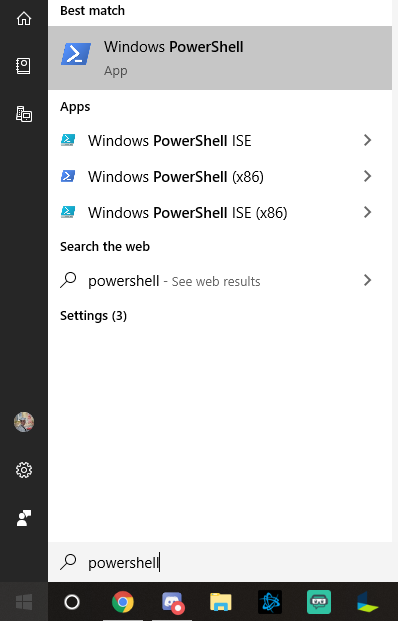 Best match
Windows PowerShell
App
Apps
Windows PowerShell ISE
Windows PowerShell (x86)
Windows PowerShell ISE (x86)
Search the web
powershell - See web results
Settings (3)
powershell